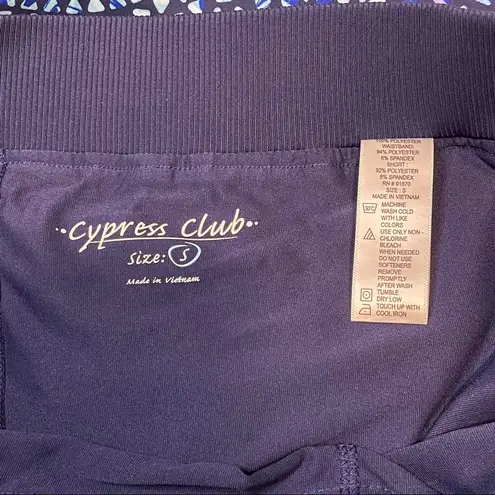 ··Cypress Club··
Size: S
Made in Vietnam
100% POLYESTER
WAISTBAND:
94% POLYESTER
6% SPANDEX
SHORT:
92% POLYESTER
8% SPANDEX
RN # 91870
SIZE : S
MADE IN VIETNAM
30°C MACHINE
WASH COLD
WITH LIKE
COLORS
USE ONLY NON -
CHLORINE
BLEACH
WHEN NEEDED
DO NOT USE
SOFTENERS
REMOVE
PROMPTLY
AFTER WASH
TUMBLE
DRY LOW
TOUCH UP WITH
COOL IRON